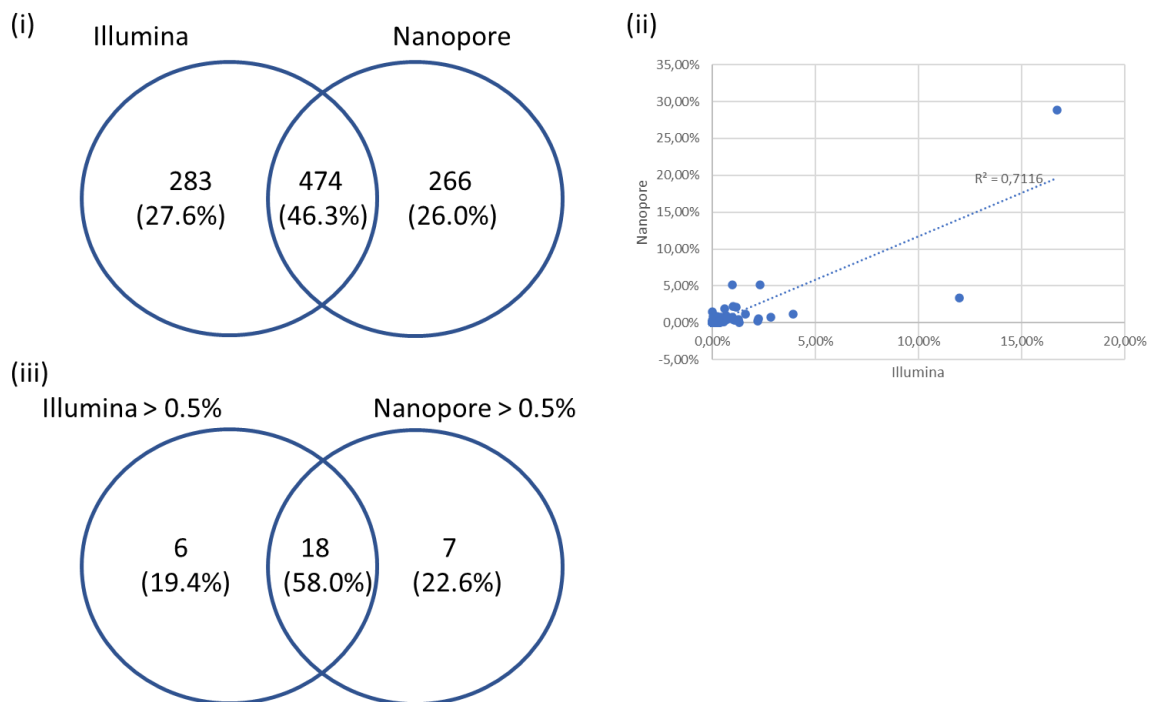 (i)
Illumina
Nanopore
283
(27.6%)
474
(46.3%)
266
(26.0%)
(ii)
35,00%
30,00%
25,00%
20,00%
15,00%
10,00%
5,00%
0,00%
-5,00%
Nanopore
R² = 0,7116
0,00%
5,00%
10,00%
15,00%
20,00%
Illumina
(iii)
Illumina > 0.5%
Nanopore > 0.5%
6
(19.4%)
18
(58.0%)
7
(22.6%)